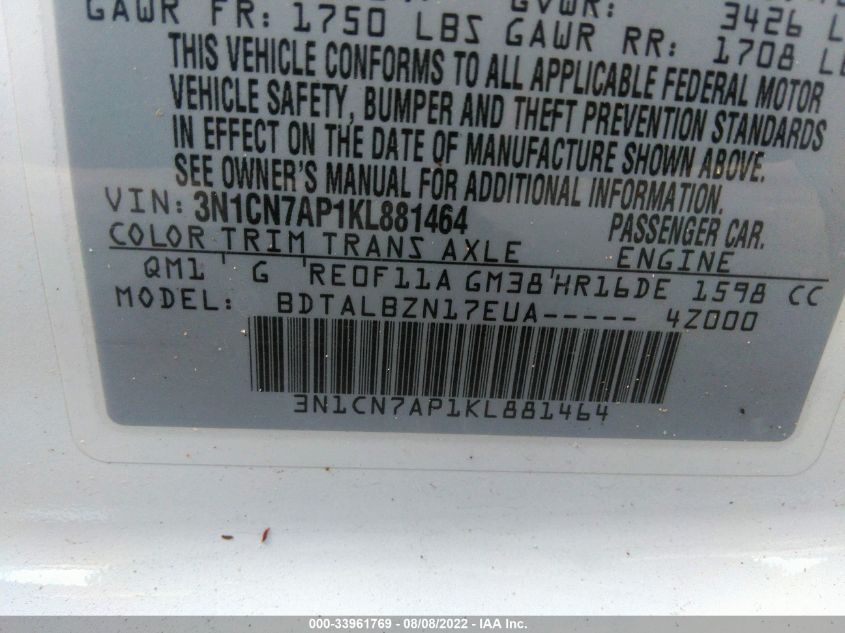 GVWR: 3426 L
GAWR FR: 1750 LBS GAWR RR: 1708 LB
THIS VEHICLE CONFORMS TO ALL APPLICABLE FEDERAL MOTOR
VEHICLE SAFETY, BUMPER AND THEFT PREVENTION STANDARDS
IN EFFECT ON THE DATE OF MANUFACTURE SHOWN ABOVE.
SEE OWNER'S MANUAL FOR ADDITIONAL INFORMATION.
VIN: 3N1CN7AP1KL881464 PASSENGER CAR.
COLOR TRIM TRANS AXLE ENGINE
QM1 G RE0F11A GM38 HR16DE 1598 CC
MODEL: BDTALBZN17EUA----- 4Z000
3N1CN7AP1KL881464
000-33961769 - 08/08/2022 - IAA, Inc.